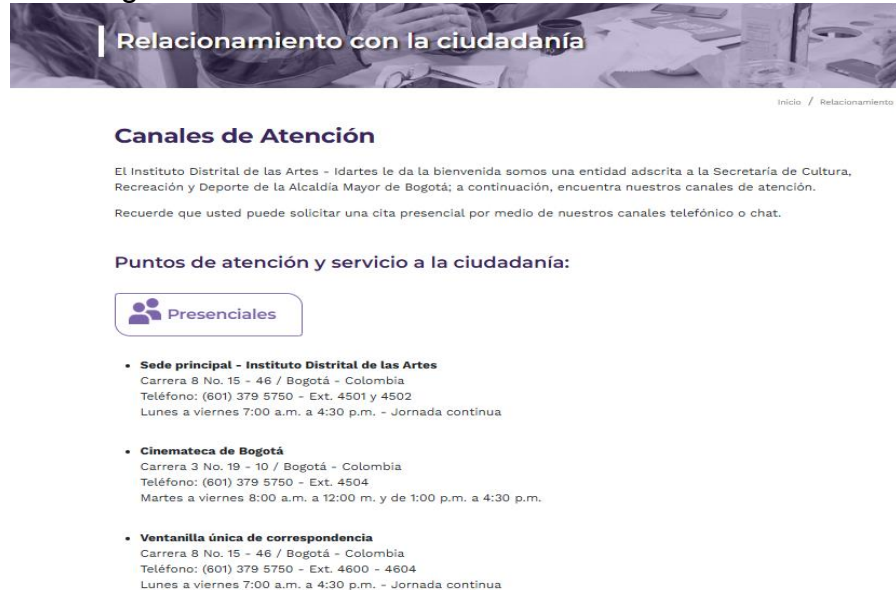 Relacionamiento con la ciudadanía
Inicio / Relacionamiento
Canales de Atención
El Instituto Distrital de las Artes - Idartes le da la bienvenida somos una entidad adscrita a la Secretaría de Cultura,
Recreación y Deporte de la Alcaldía Mayor de Bogotá; a continuación, encuentra nuestros canales de atención.
Recuerde que usted puede solicitar una cita presencial por medio de nuestros canales telefónico o chat.
Puntos de atención y servicio a la ciudadanía:
Presenciales
• Sede principal - Instituto Distrital de las Artes
Carrera 8 No. 15 - 46 / Bogotá - Colombia
Teléfono: (601) 379 5750 - Ext. 4501 y 4502
Lunes a viernes 7:00 a.m. a 4:30 p.m. - Jornada continua
• Cinemateca de Bogotá
Carrera 3 No. 19 - 10 / Bogotá - Colombia
Teléfono: (601) 379 5750 - Ext. 4504
Martes a viernes 8:00 a.m. a 12:00 m. y de 1:00 p.m. a 4:30 p.m.
• Ventanilla única de correspondencia
Carrera 8 No. 15 - 46 / Bogotá - Colombia
Teléfono: (601) 379 5750 - Ext. 4600 - 4604
Lunes a viernes 7:00 a.m. a 4:30 p.m. - Jornada continua